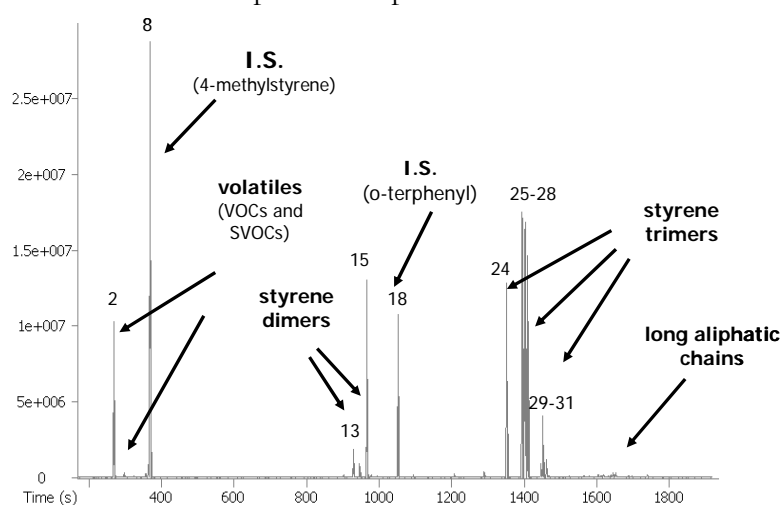 8
I.S.
(4-methylstyrene)
2.5e+007
2e+007
I.S.
(o-terphenyl)
volatiles
(VOCs and
SVOCs)
25-28
styrene
trimers
1.5e+007
15
24
18
2
styrene
dimers
1e+007
long aliphatic
chains
5e+006
29-31
13
0
Time (s)
400
600
800
1000
1200
1400
1600
1800